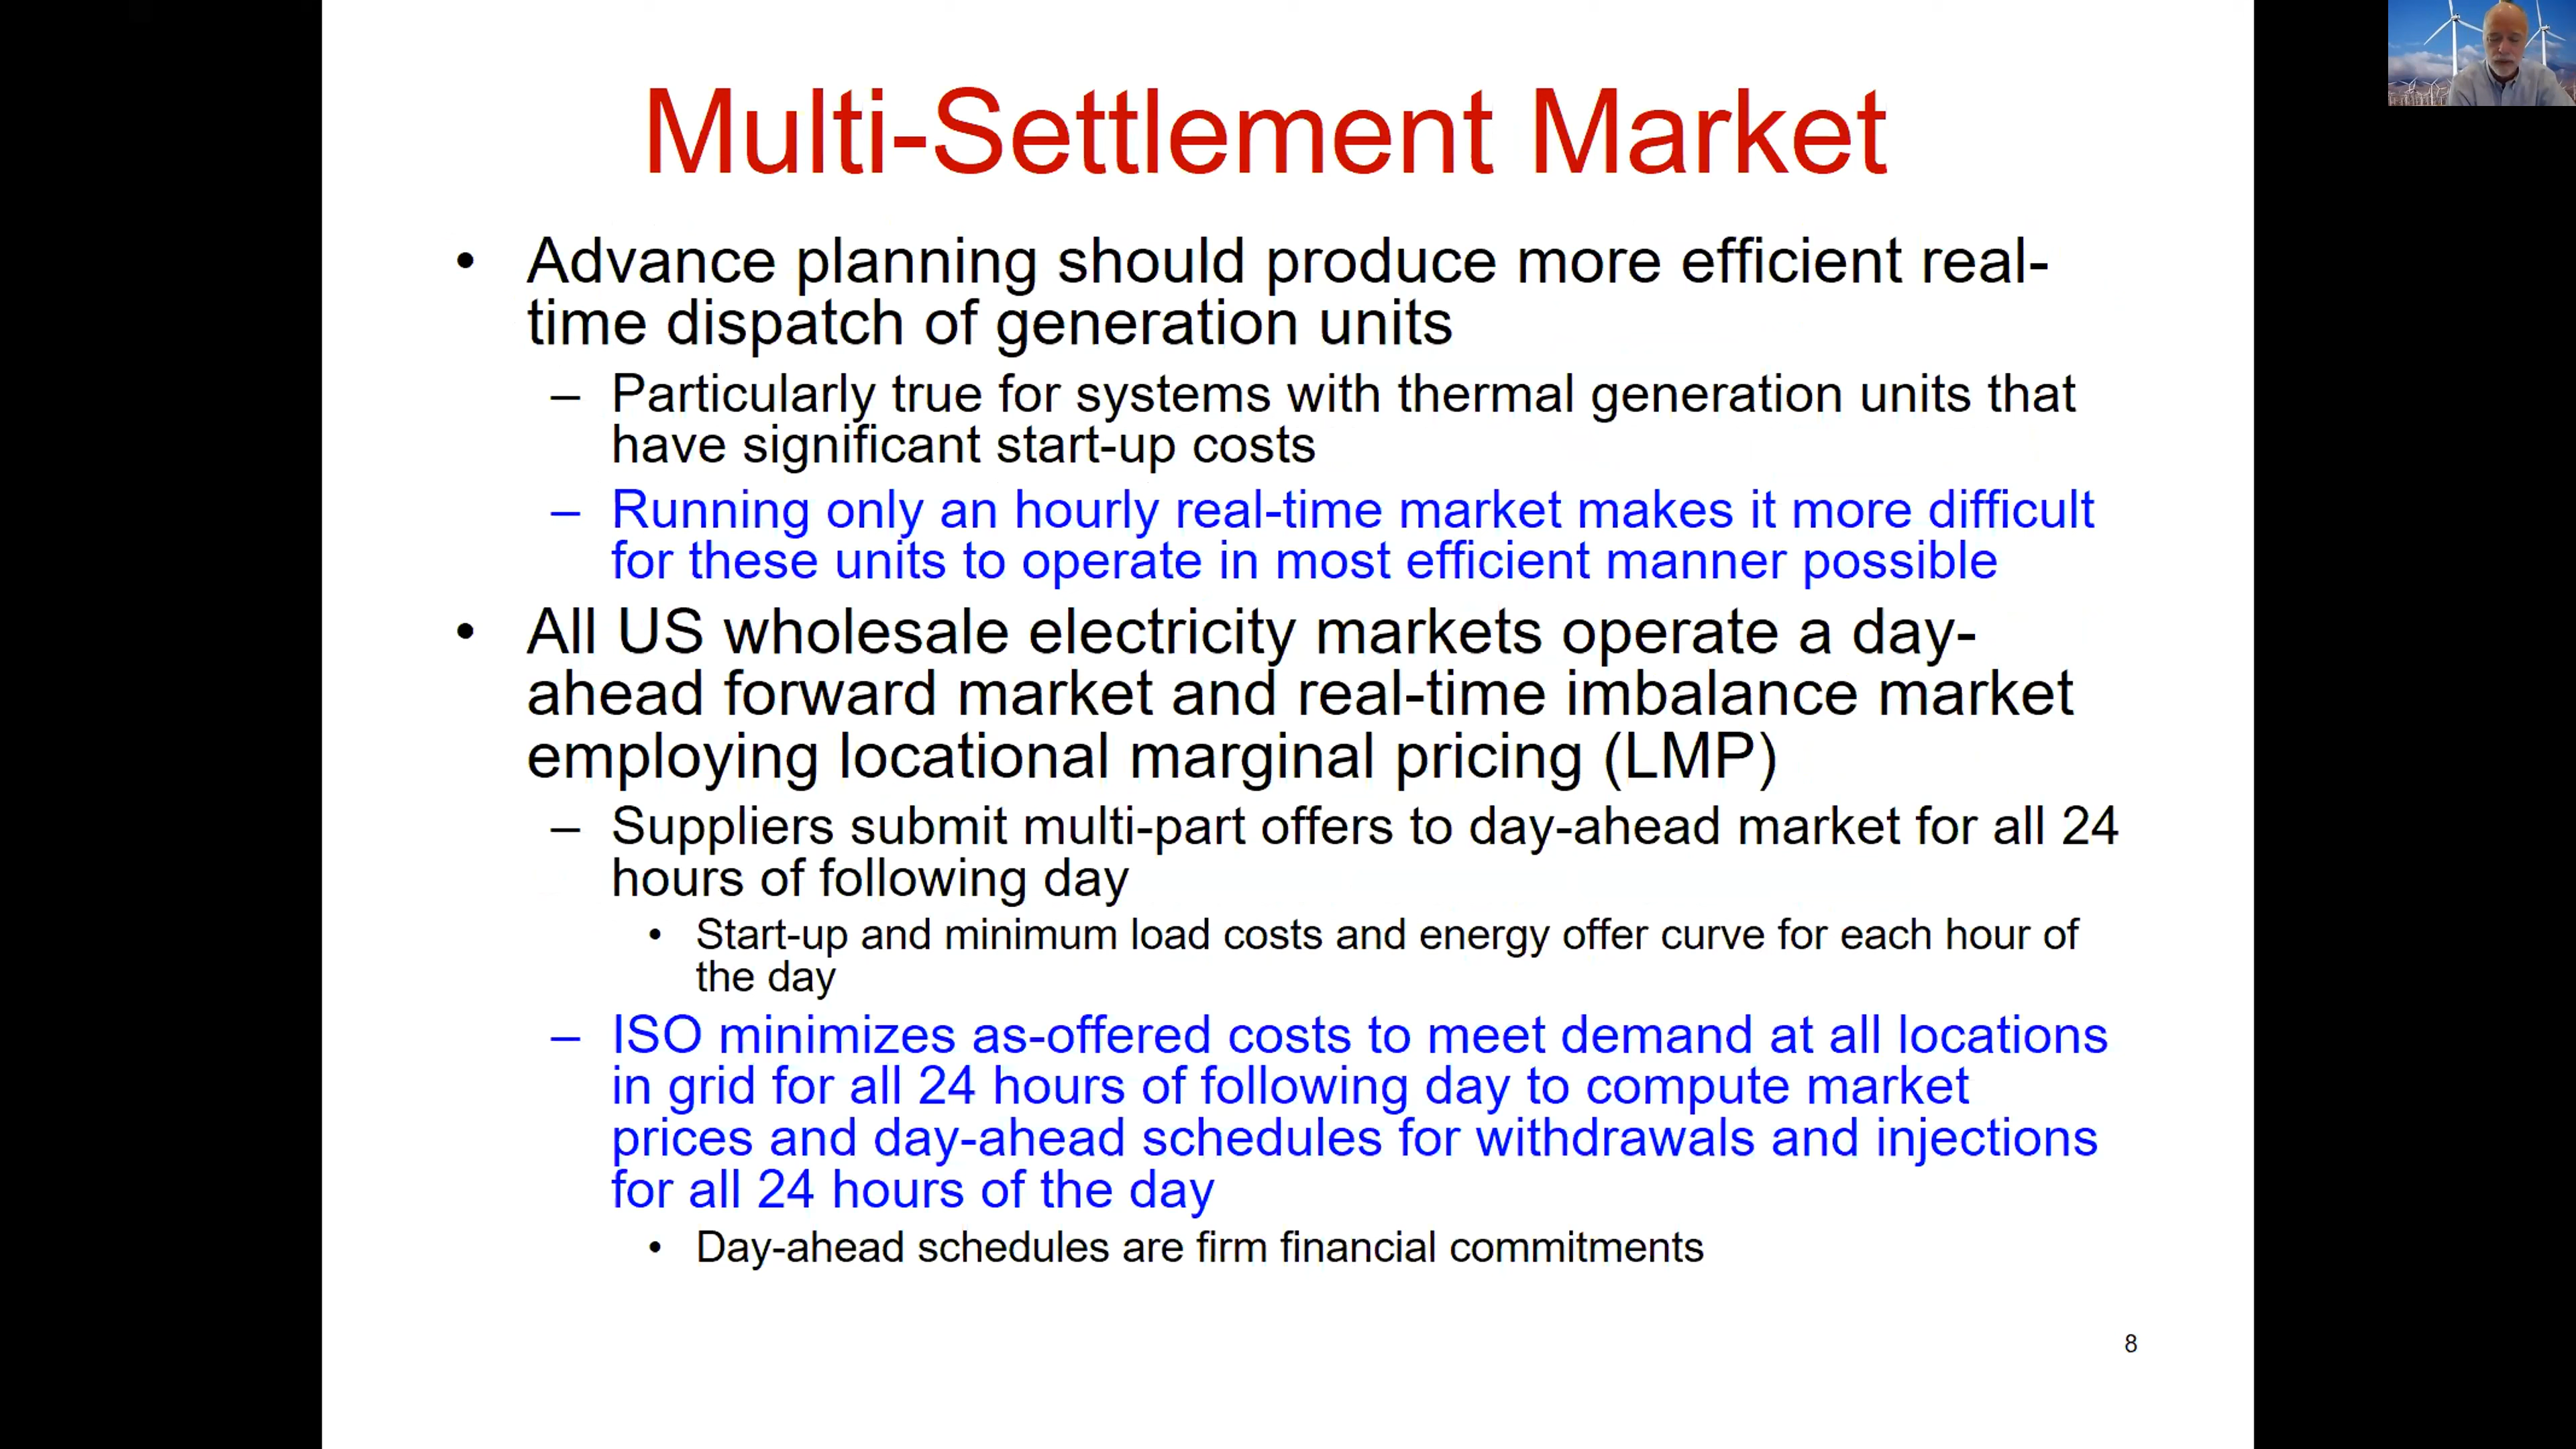 Multi-Settlement Market
• Advance planning should produce more efficient real-
time dispatch of generation units
– Particularly true for systems with thermal generation units that
have significant start-up costs
– Running only an hourly real-time market makes it more difficult
for these units to operate in most efficient manner possible
• All US wholesale electricity markets operate a day-
ahead forward market and real-time imbalance market
employing locational marginal pricing (LMP)
– Suppliers submit multi-part offers to day-ahead market for all 24
hours of following day
• Start-up and minimum load costs and energy offer curve for each hour of
the day
– ISO minimizes as-offered costs to meet demand at all locations
in grid for all 24 hours of following day to compute market
prices and day-ahead schedules for withdrawals and injections
for all 24 hours of the day
• Day-ahead schedules are firm financial commitments
8